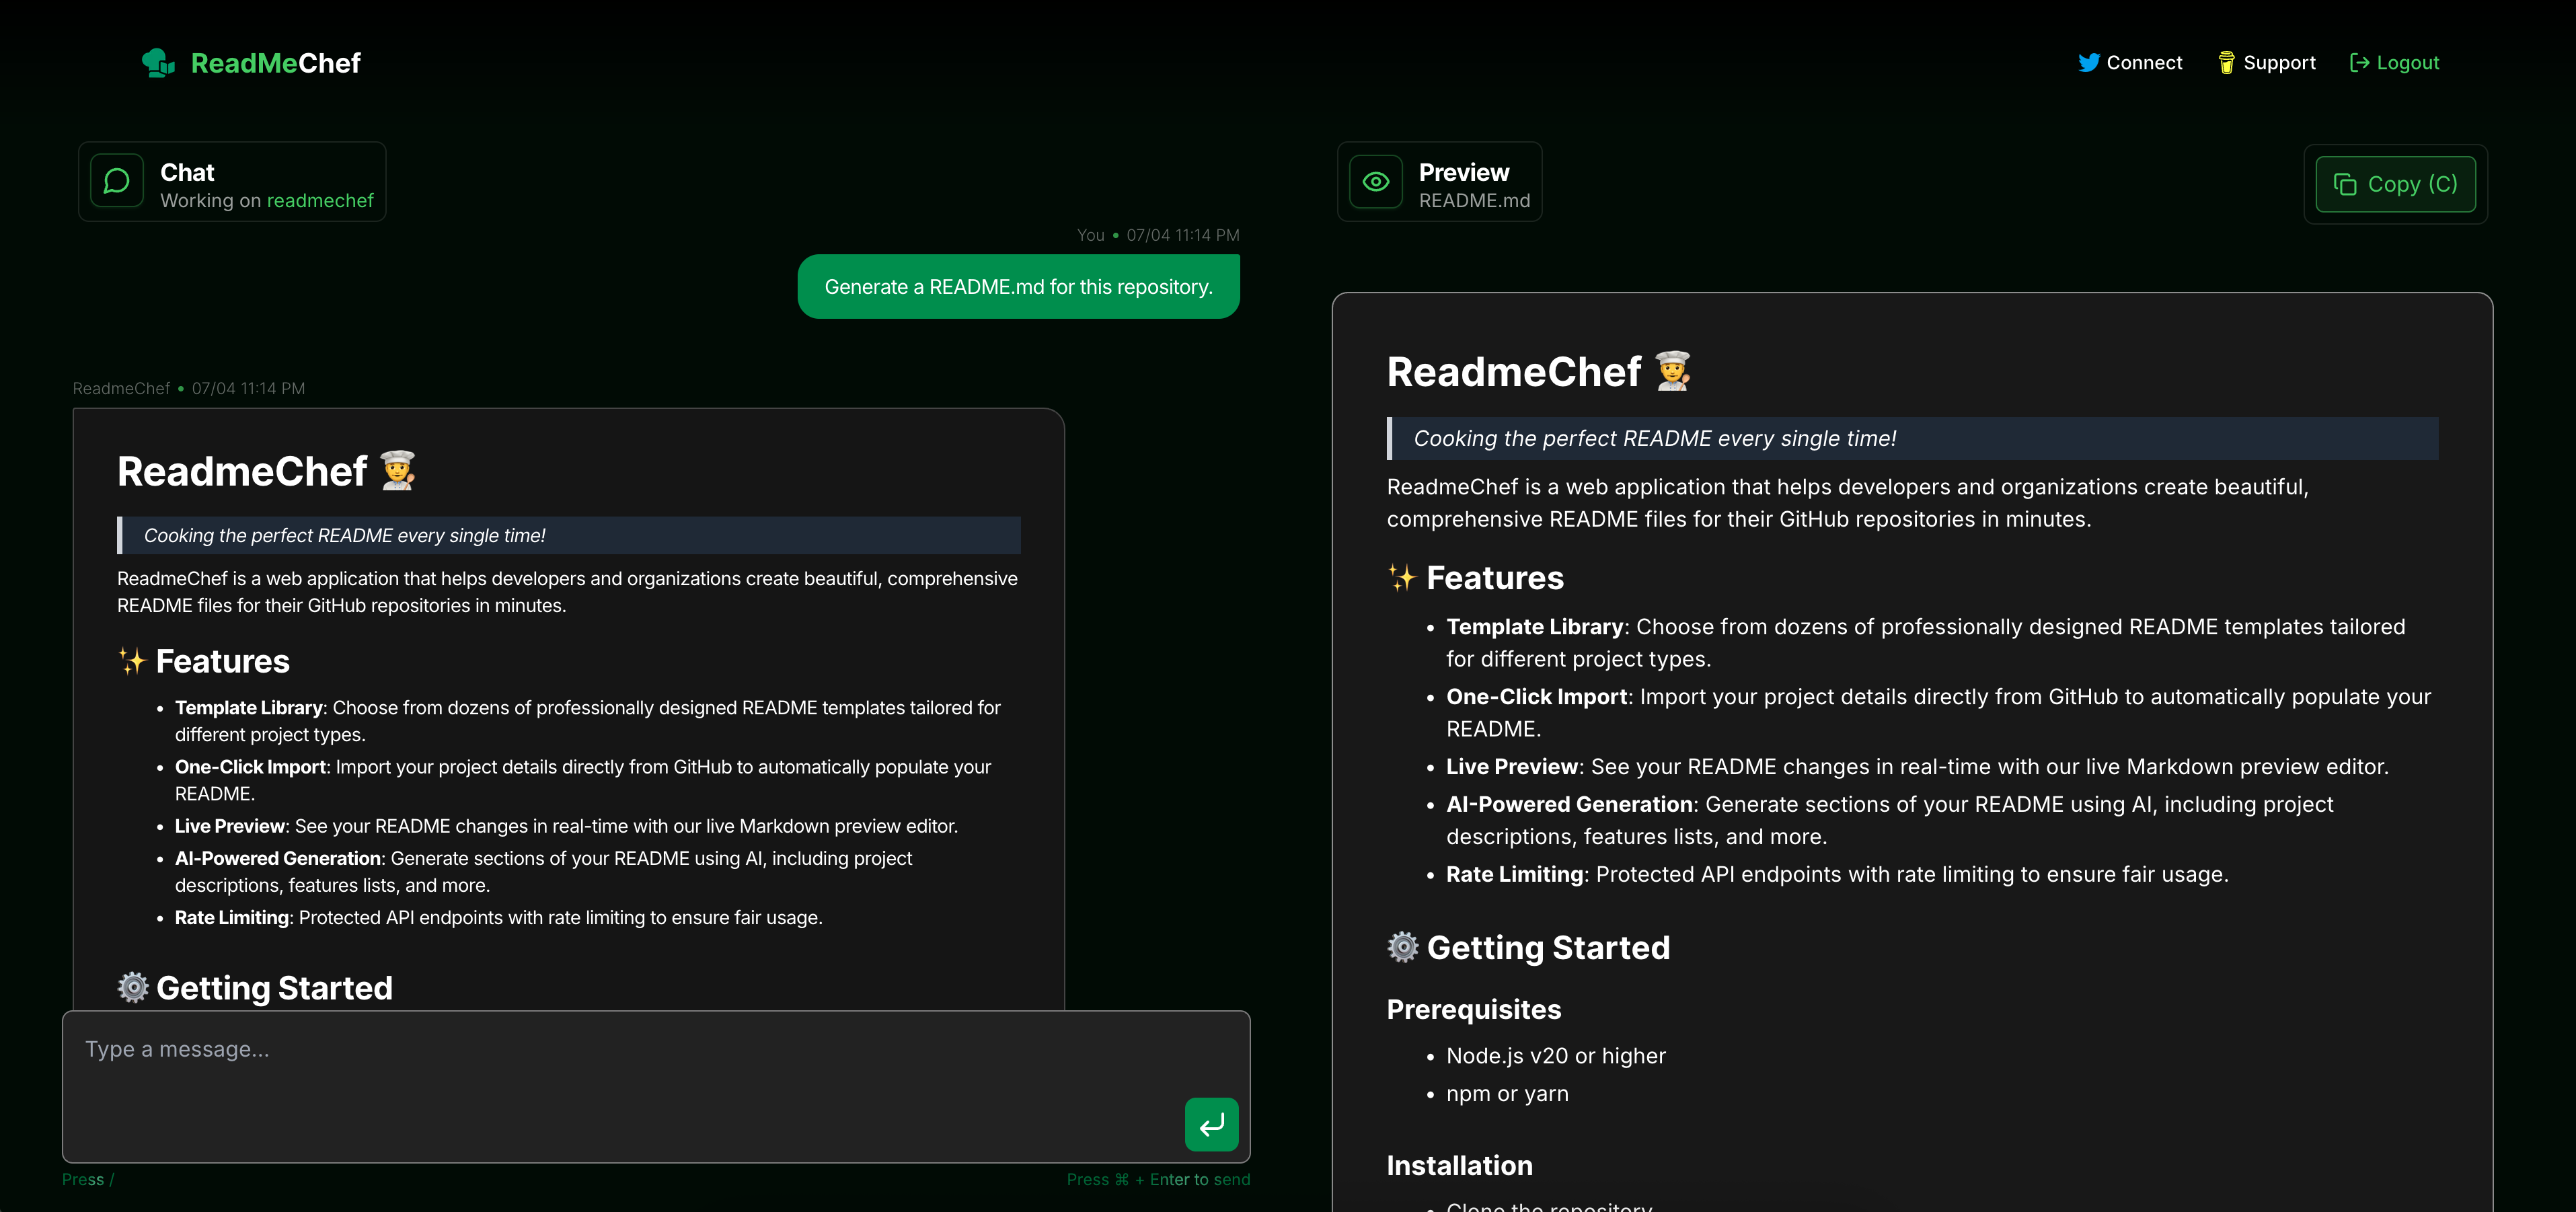 ReadMeChef
Connect
Support
Logout
Chat
Working on readmechef
You • 07/04 11:14 PM
Generate a README.md for this repository.
ReadmeChef • 07/04 11:14 PM
ReadmeChef 👨‍🍳
Cooking the perfect README every single time!
ReadmeChef is a web application that helps developers and organizations create beautiful, comprehensive
README files for their GitHub repositories in minutes.
✨ Features
• Template Library: Choose from dozens of professionally designed README templates tailored for
different project types.
• One-Click Import: Import your project details directly from GitHub to automatically populate your
README.
• Live Preview: See your README changes in real-time with our live Markdown preview editor.
• AI-Powered Generation: Generate sections of your README using AI, including project
descriptions, features lists, and more.
• Rate Limiting: Protected API endpoints with rate limiting to ensure fair usage.
⚙️ Getting Started
Type a message...
Press /
Press ⌘ + Enter to send
Preview
README.md
Copy (C)
ReadmeChef 👨‍🍳
Cooking the perfect README every single time!
ReadmeChef is a web application that helps developers and organizations create beautiful,
comprehensive README files for their GitHub repositories in minutes.
✨ Features
• Template Library: Choose from dozens of professionally designed README templates tailored
for different project types.
• One-Click Import: Import your project details directly from GitHub to automatically populate your
README.
• Live Preview: See your README changes in real-time with our live Markdown preview editor.
• AI-Powered Generation: Generate sections of your README using AI, including project
descriptions, features lists, and more.
• Rate Limiting: Protected API endpoints with rate limiting to ensure fair usage.
⚙️ Getting Started
Prerequisites
• Node.js v20 or higher
• npm or yarn
Installation
• Clone the repository